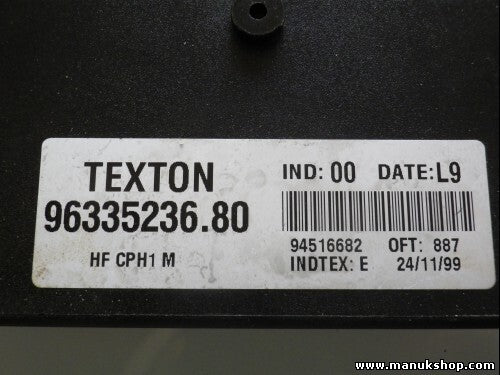 TEXTON
96335236.80
HF CPH1 M
IND: 00 DATE: L9
94516682 OFT: 887
INDTEX: E 24/11/99
www.manukshop.com